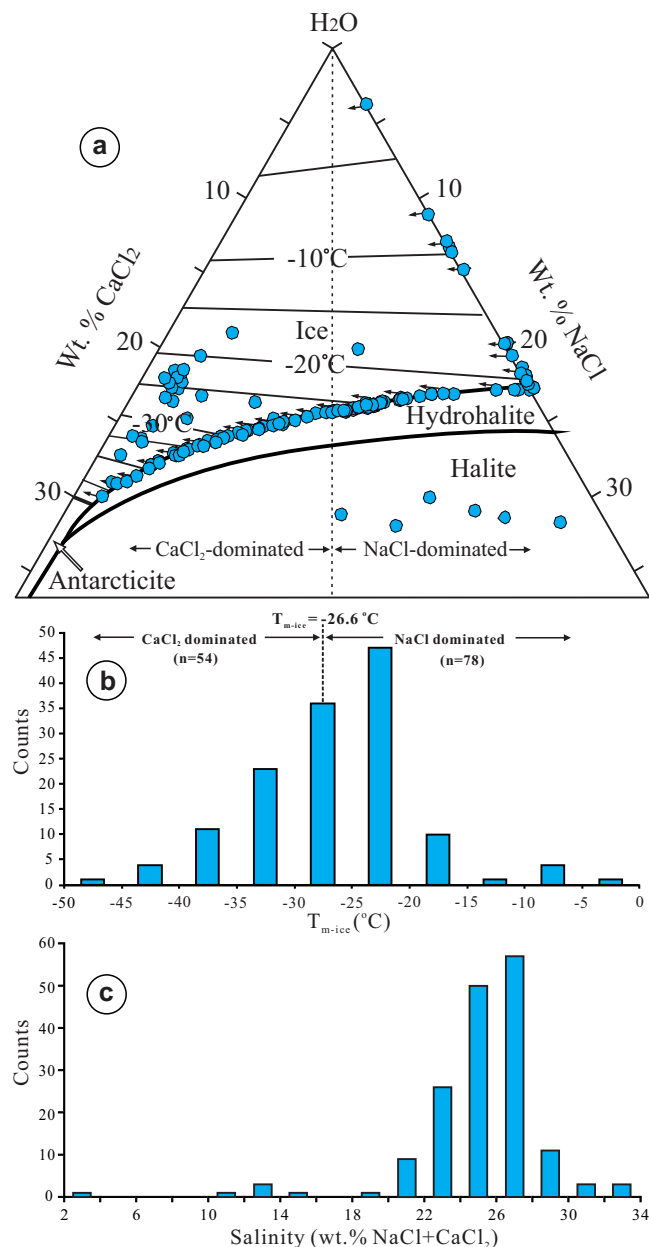 H2O
a
10
10
Wt. % CaCl₂
Wt. % NaCl
-10°C
Ice
20
20
-20°C
-30°C
Hydrohalite
Halite
30
30
CaCl₂-dominated
NaCl-dominated
Antarcticite
T m-ice = -26.6 °C
CaCl₂ dominated
NaCl dominated
(n=54)
(n=78)
b
Counts
50
45
40
35
30
25
20
15
10
5
0
-50 -45 -40 -35 -30 -25 -20 -15 -10 -5 0
T m-ice (°C)
c
Counts
60
50
40
30
20
10
0
2 6 10 14 18 22 26 30 34
Salinity (wt.% NaCl+CaCl₂)